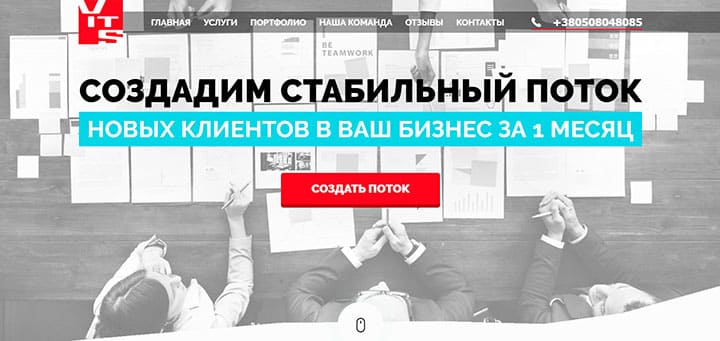 VITS
ГЛАВНАЯ УСЛУГИ ПОРТФОЛИО НАША КОМАНДА ОТЗЫВЫ КОНТАКТЫ +380508048085
BE
TEAMWORK
СОЗДАДИМ СТАБИЛЬНЫЙ ПОТОК
НОВЫХ КЛИЕНТОВ В ВАШ БИЗНЕС ЗА 1 МЕСЯЦ
СОЗДАТЬ ПОТОК